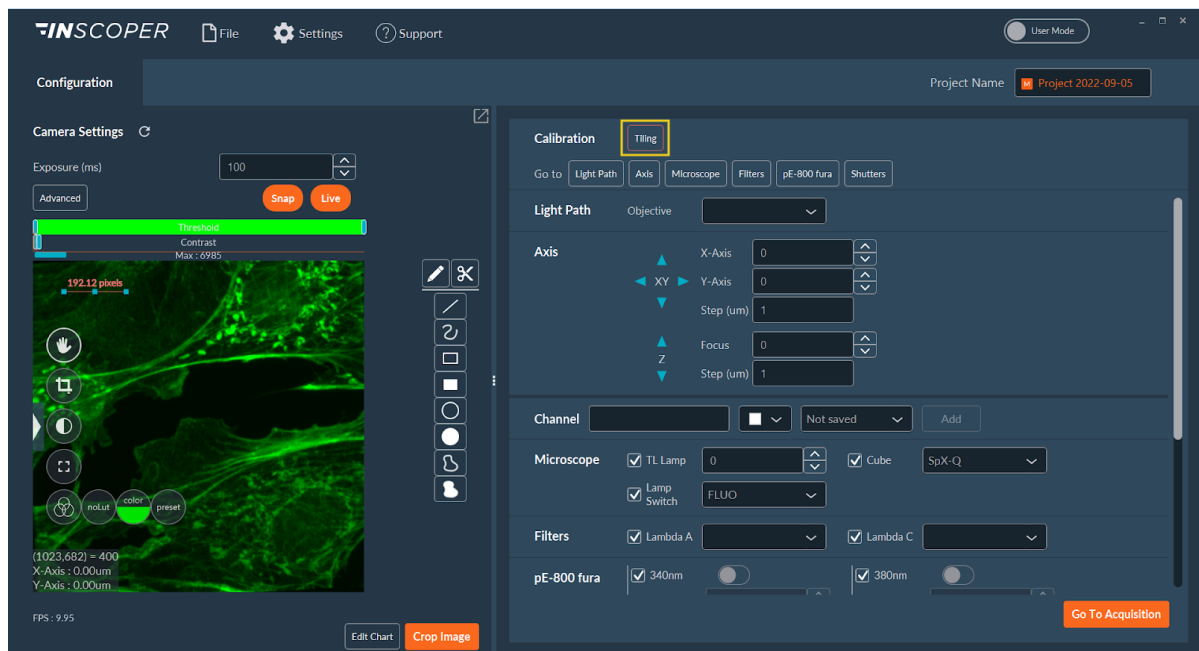 INSCOPER
File
Settings
? Support
User Mode
Configuration
Project Name
M Project 2022-09-05
Camera Settings
Exposure (ms) 100
Advanced
Snap
Live
Threshold
Contrast
Max : 6985
192.12 pixels
noLut
color
preset
(1023,682) = 400
X-Axis : 0.00um
Y-Axis : 0.00um
FPS : 9.95
Edit Chart
Crop Image
Calibration
Tiling
Go to
Light Path
Axis
Microscope
Filters
pE-800 fura
Shutters
Light Path
Objective
Axis
XY
X-Axis 0
Y-Axis 0
Step (um) 1
Z
Focus 0
Step (um) 1
Channel
Not saved
Add
Microscope
TL Lamp 0
Cube SpX-Q
Lamp
Switch
FLUO
Filters
Lambda A
Lambda C
pE-800 fura
340nm
380nm
Go To Acquisition